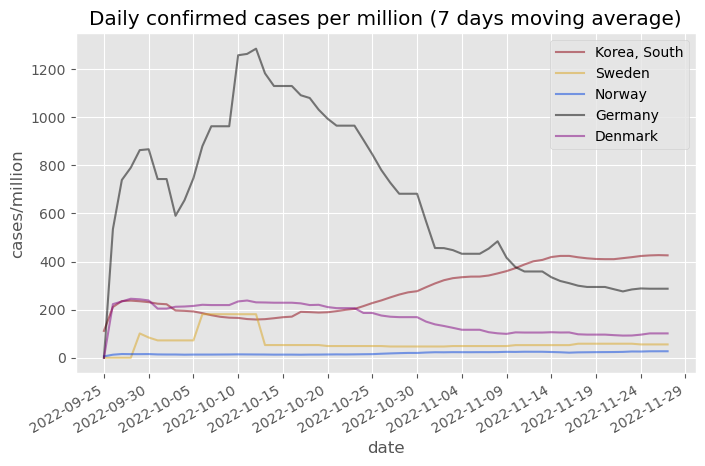 Daily confirmed cases per million (7 days moving average)
Korea, South
Sweden
Norway
Germany
Denmark
cases/million
1200
1000
800
600
400
200
0
2022-09-25
2022-09-30
2022-10-05
2022-10-10
2022-10-15
2022-10-20
2022-10-25
2022-10-30
2022-11-04
2022-11-09
2022-11-14
2022-11-19
2022-11-24
2022-11-29
date